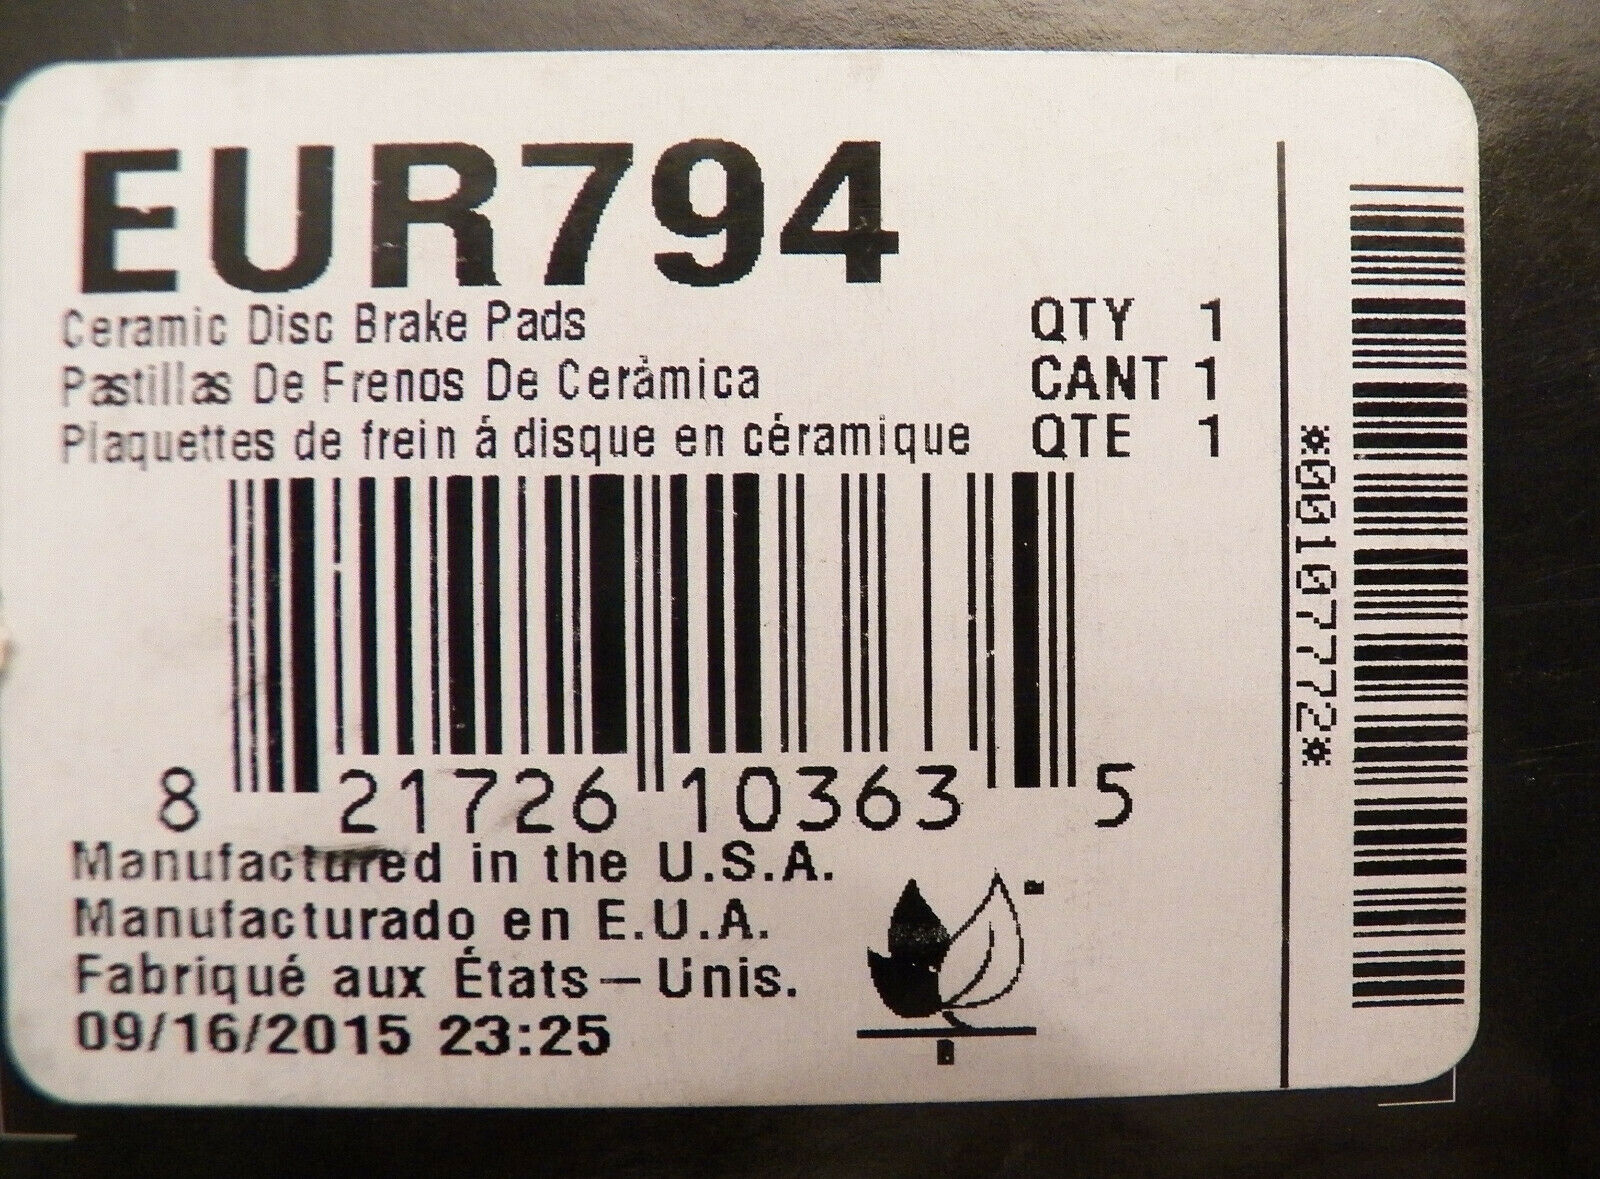 EUR794
Ceramic Disc Brake Pads QTY 1
Pastillas De Frenos De Ceràmica CANT 1
Plaquettes de frein á disque en céramique QTE 1
8 21726 10363 5
Manufactured in the U.S.A.
Manufacturado en E.U.A.
Fabriqué aux États-Unis.
09/16/2015 23:25
R
B
*00107772*